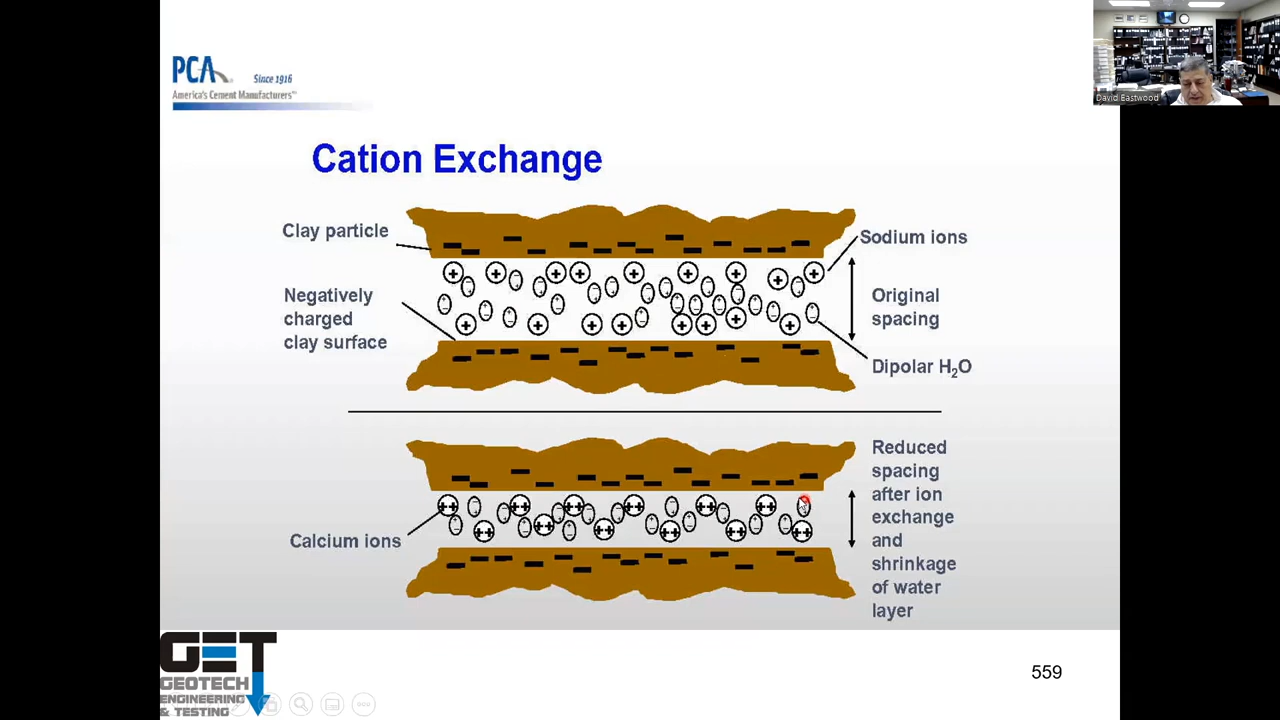 PCA
Since 1916
America's Cement Manufacturers™
David Eastwood
Cation Exchange
Clay particle
Sodium ions
Negatively
charged
clay surface
Original
spacing
Dipolar H₂O
Calcium ions
Reduced
spacing
after ion
exchange
and
shrinkage
of water
layer
GET
GEOTECH
ENGINEERING
& TESTING
559